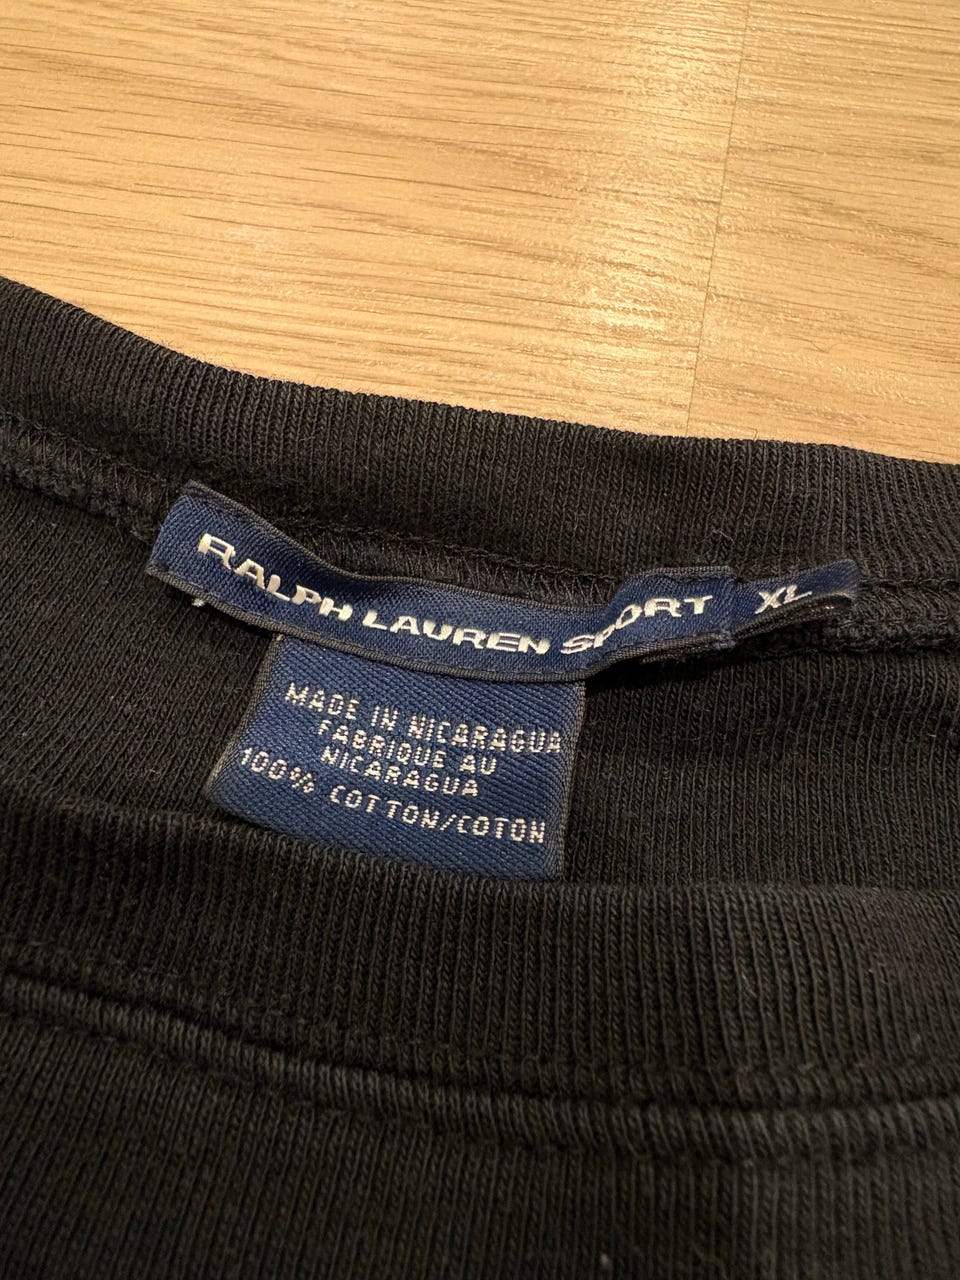 RALPH LAUREN SPORT XL
MADE IN NICARAGUA
FABRIQUE AU
NICARAGUA
100% COTTON/COTON